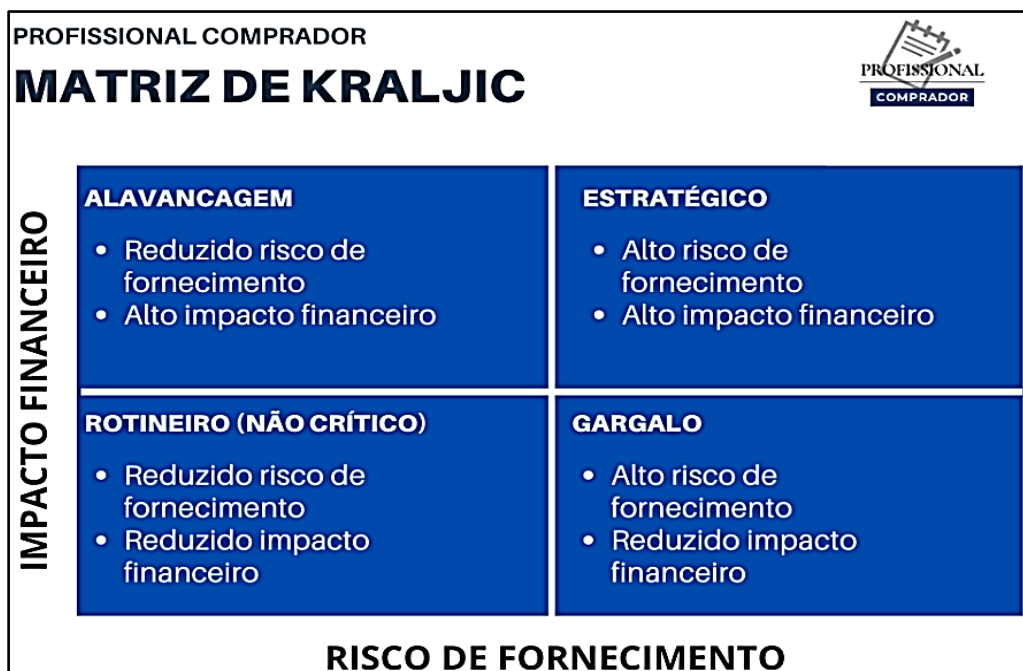 PROFISSIONAL COMPRADOR
MATRIZ DE KRALJIC
PROFISSIONAL
COMPRADOR
IMPACTO FINANCEIRO
ALAVANCAGEM
• Reduzido risco de
fornecimento
• Alto impacto financeiro
ESTRATÉGICO
• Alto risco de
fornecimento
• Alto impacto financeiro
ROTINEIRO (NÃO CRÍTICO)
• Reduzido risco de
fornecimento
• Reduzido impacto
financeiro
GARGALO
• Alto risco de
fornecimento
• Reduzido impacto
financeiro
RISCO DE FORNECIMENTO